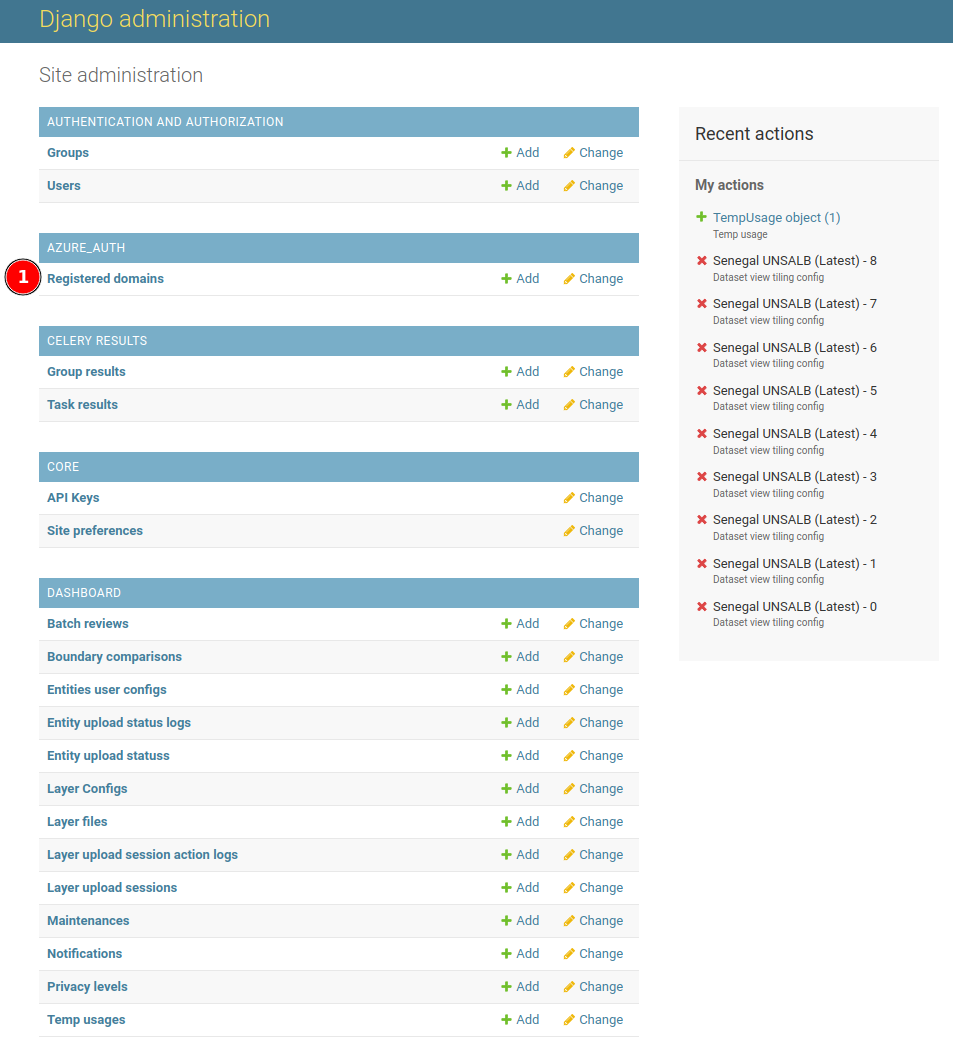 Django administration
Site administration
AUTHENTICATION AND AUTHORIZATION
Groups Add Change
Users Add Change
AZURE_AUTH
1 Registered domains Add Change
CELERY RESULTS
Group results Add Change
Task results Add Change
CORE
API Keys Change
Site preferences Change
DASHBOARD
Batch reviews Add Change
Boundary comparisons Add Change
Entities user configs Add Change
Entity upload status logs Add Change
Entity upload statuss Add Change
Layer Configs Add Change
Layer files Add Change
Layer upload session action logs Add Change
Layer upload sessions Add Change
Maintenances Add Change
Notifications Add Change
Privacy levels Add Change
Temp usages Add Change
Recent actions
My actions
TempUsage object (1)
Temp usage
Senegal UNSALB (Latest) - 8
Dataset view tiling config
Senegal UNSALB (Latest) - 7
Dataset view tiling config
Senegal UNSALB (Latest) - 6
Dataset view tiling config
Senegal UNSALB (Latest) - 5
Dataset view tiling config
Senegal UNSALB (Latest) - 4
Dataset view tiling config
Senegal UNSALB (Latest) - 3
Dataset view tiling config
Senegal UNSALB (Latest) - 2
Dataset view tiling config
Senegal UNSALB (Latest) - 1
Dataset view tiling config
Senegal UNSALB (Latest) - 0
Dataset view tiling config